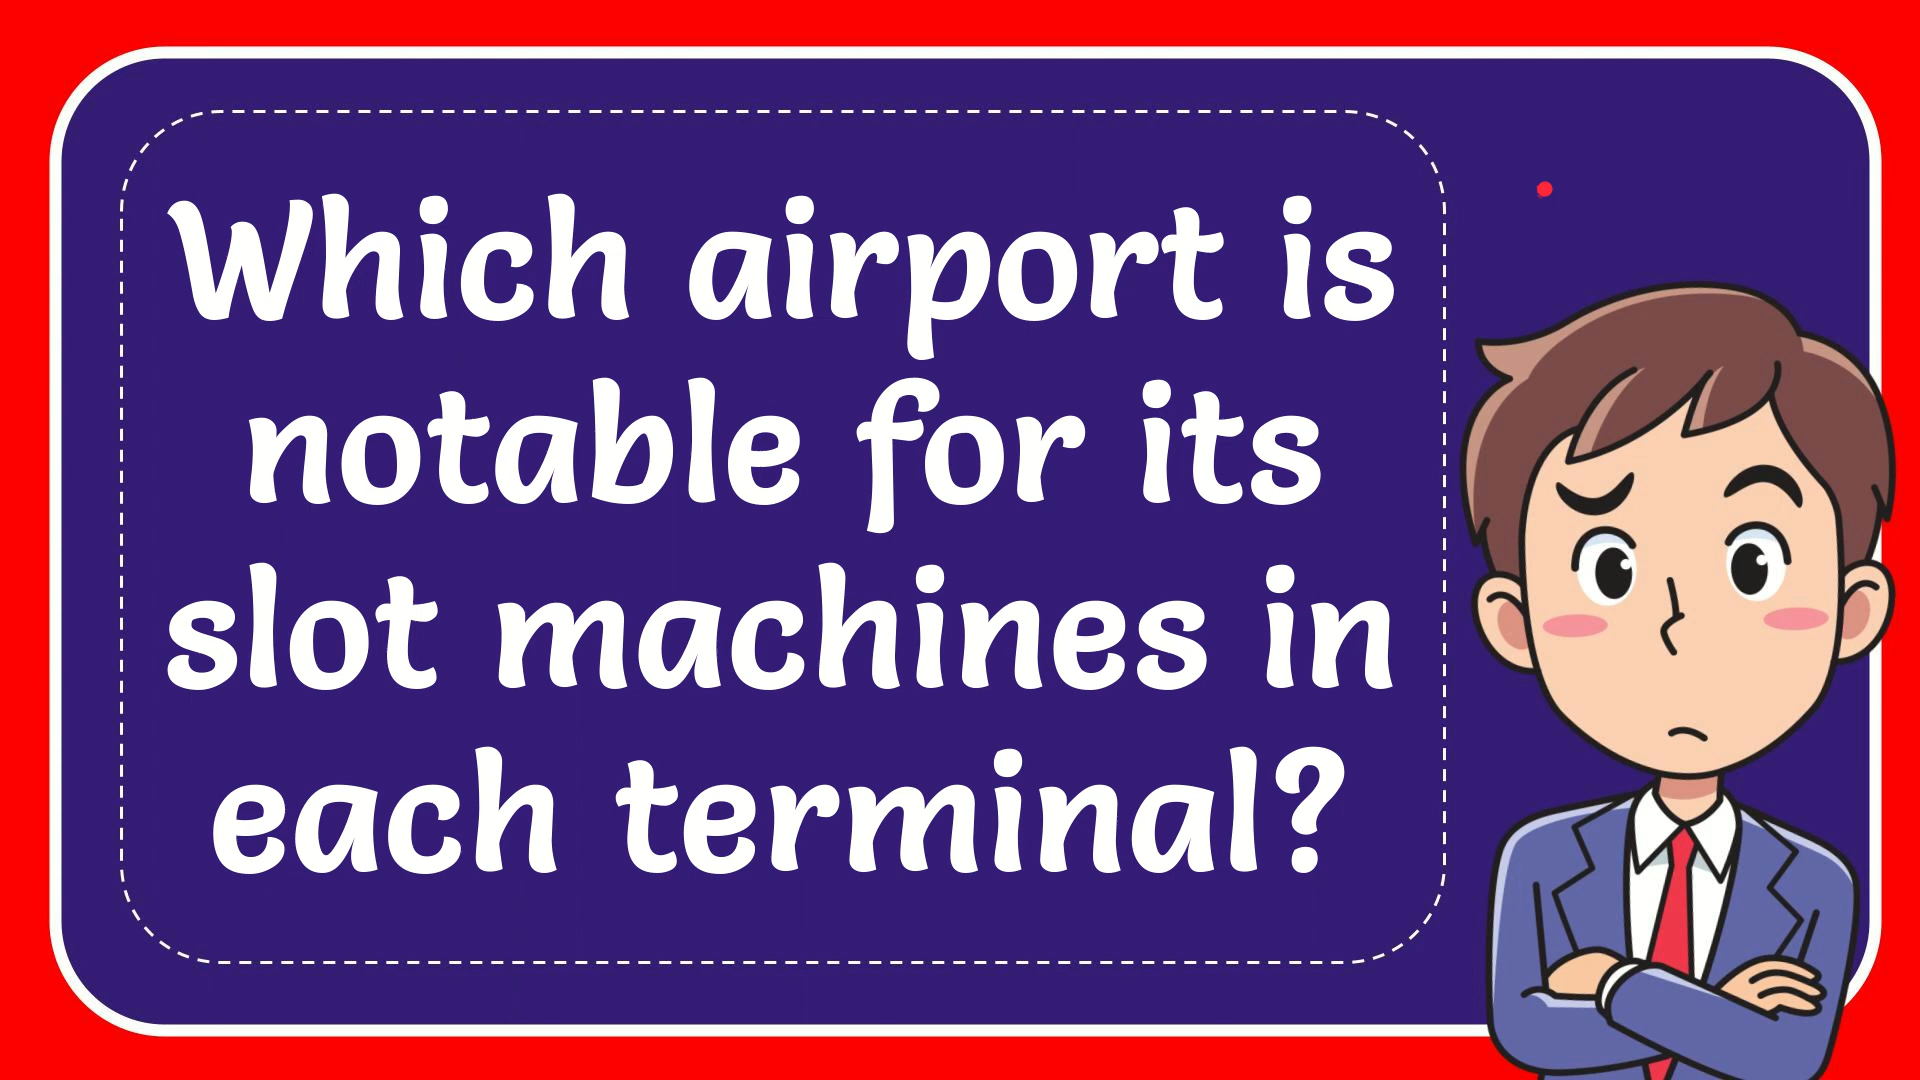 Which airport is
notable for its
slot machines in
each terminal?